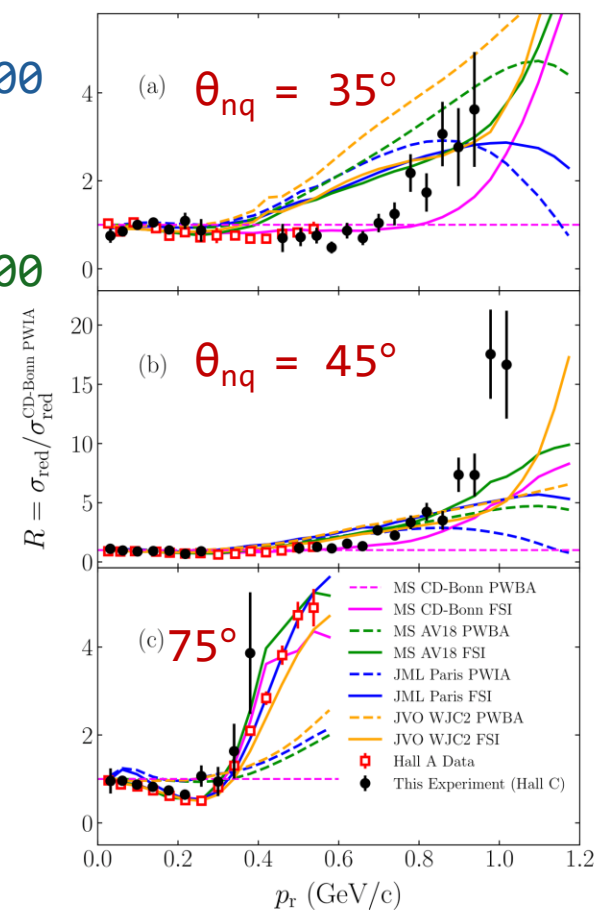 00
00
(a) θnq = 35°
4
2
0
(b) θnq = 45°
20
15
10
5
0
R = σred/σred^CD-Bonn PWIA
(c) 75°
4
2
0
MS CD-Bonn PWBA
MS CD-Bonn FSI
MS AV18 PWBA
MS AV18 FSI
JML Paris PWIA
JML Paris FSI
JVO WJC2 PWBA
JVO WJC2 FSI
Hall A Data
This Experiment (Hall C)
0.0 0.2 0.4 0.6 0.8 1.0 1.2
pr (GeV/c)